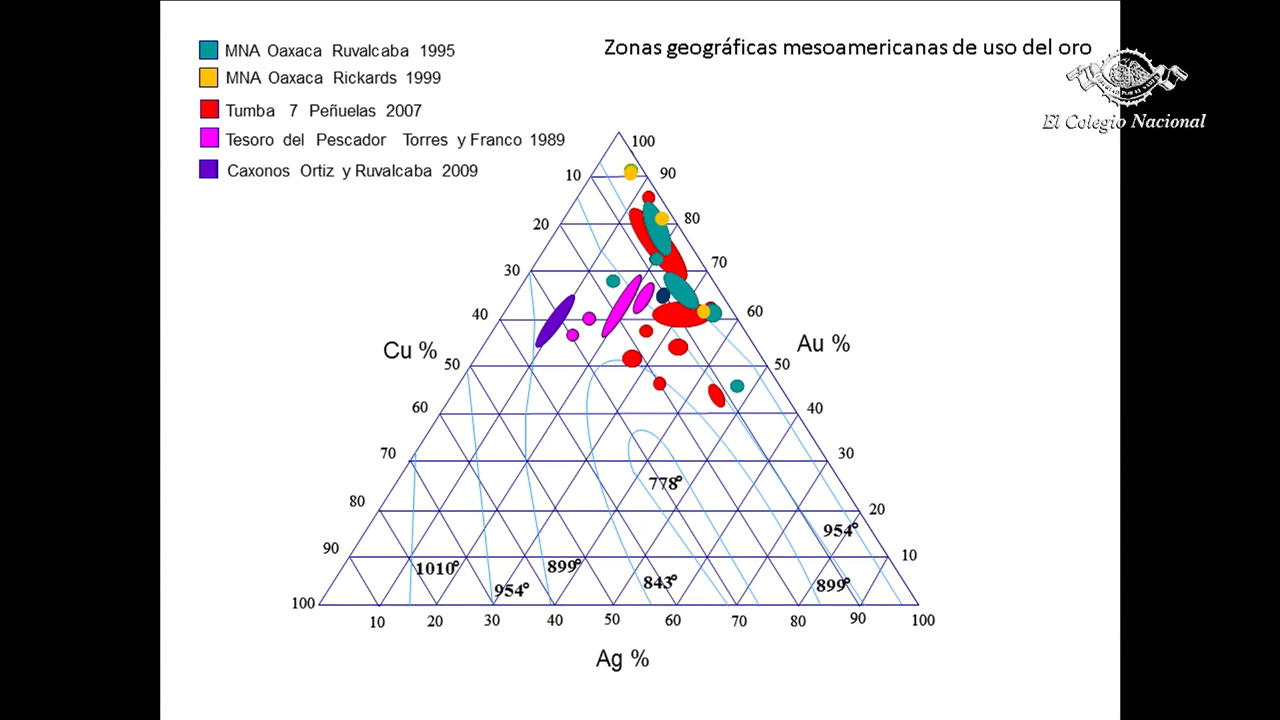 Zonas geográficas mesoamericanas de uso del oro
El Colegio Nacional
MNA Oaxaca Ruvalcaba 1995
MNA Oaxaca Rickards 1999
Tumba 7 Peñuelas 2007
Tesoro del Pescador Torres y Franco 1989
Caxonos Ortiz y Ruvalcaba 2009
100
10 90
20 80
30 70
40 60
Cu % Au %
50 50
60 40
70 30
778°
80 20
954°
90 10
1010° 954° 899° 843° 899°
100
10 20 30 40 50 60 70 80 90 100
Ag %